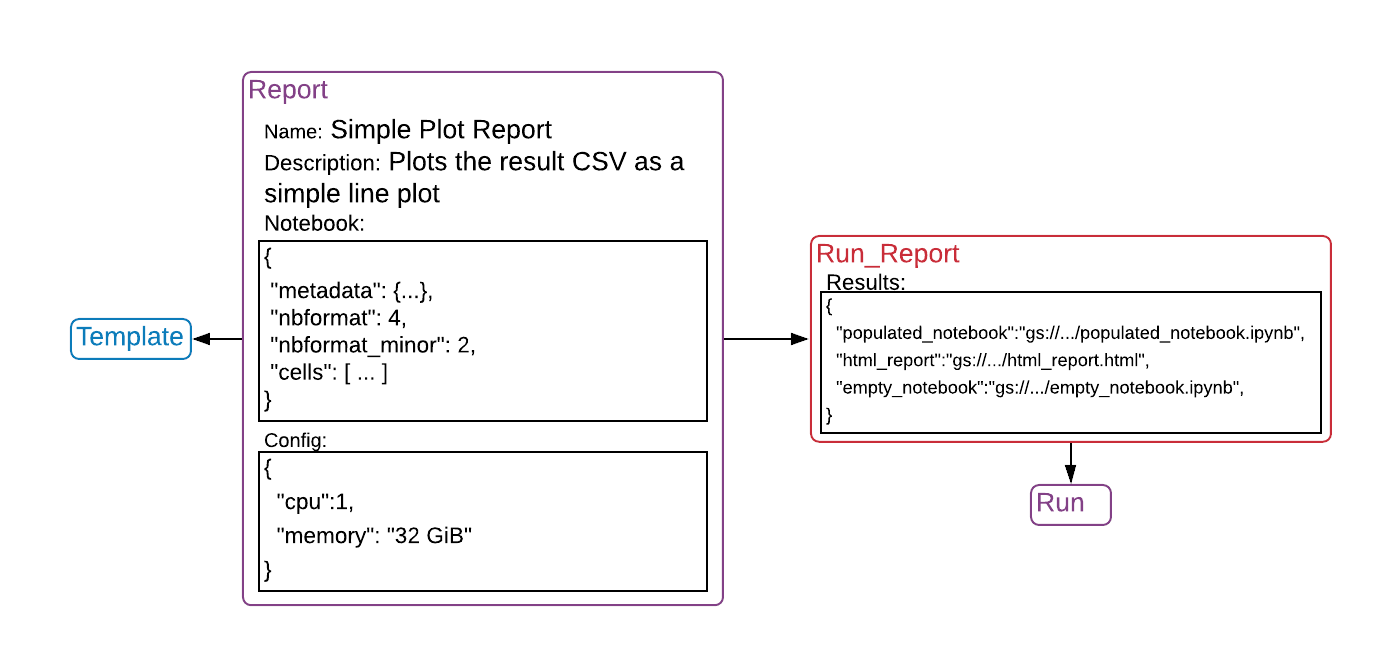 Report
Name: Simple Plot Report
Description: Plots the result CSV as a
simple line plot
Notebook:
{
"metadata": {...},
"nbformat": 4,
"nbformat_minor": 2,
"cells": [ ... ]
}
Config:
{
"cpu":1,
"memory": "32 GiB"
}
Template
Run_Report
Results:
{
"populated_notebook":"gs://.../populated_notebook.ipynb",
"html_report":"gs://.../html_report.html",
"empty_notebook":"gs://.../empty_notebook.ipynb",
}
Run